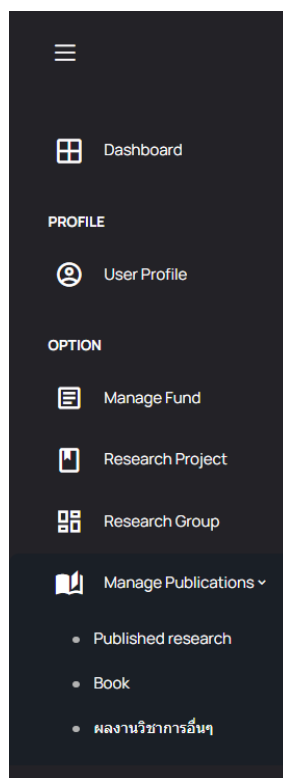 Dashboard
PROFILE
User Profile
OPTION
Manage Fund
Research Project
Research Group
Manage Publications
Published research
Book
ผลงานวิชาการอื่นๆ